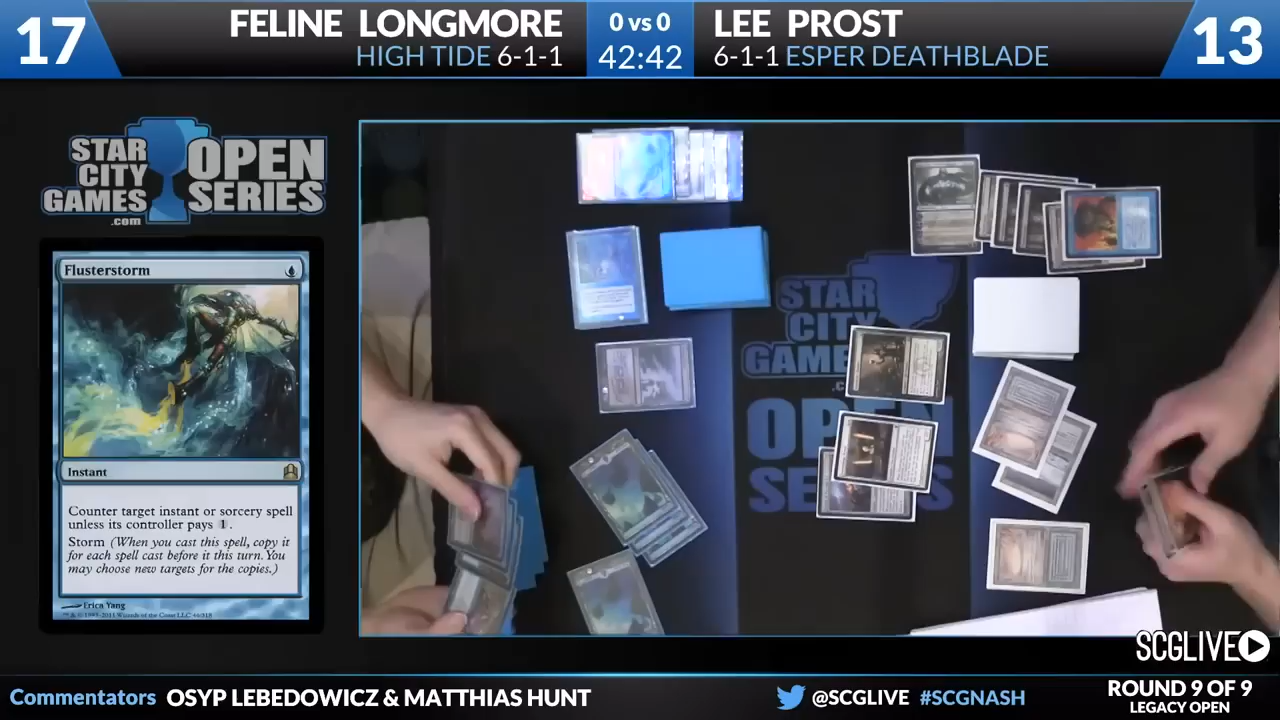 17
FELINE LONGMORE
HIGH TIDE 6-1-1
0 vs 0
42:42
LEE PROST
6-1-1 ESPER DEATHBLADE
13
STAR
CITY
GAMES
.com
OPEN
SERIES
Flusterstorm
Instant
Counter target instant or sorcery spell
unless its controller pays 1.
Storm (When you cast this spell, copy it
for each spell cast before it this turn. You
may choose new targets for the copies.)
Erica Yang
STAR
CITY
GAME
OPEN
SE
SCGLIVE
Commentators OSYP LEBEDOWICZ & MATTHIAS HUNT
@SCGLIVE #SCGNASH
ROUND 9 OF 9
LEGACY OPEN